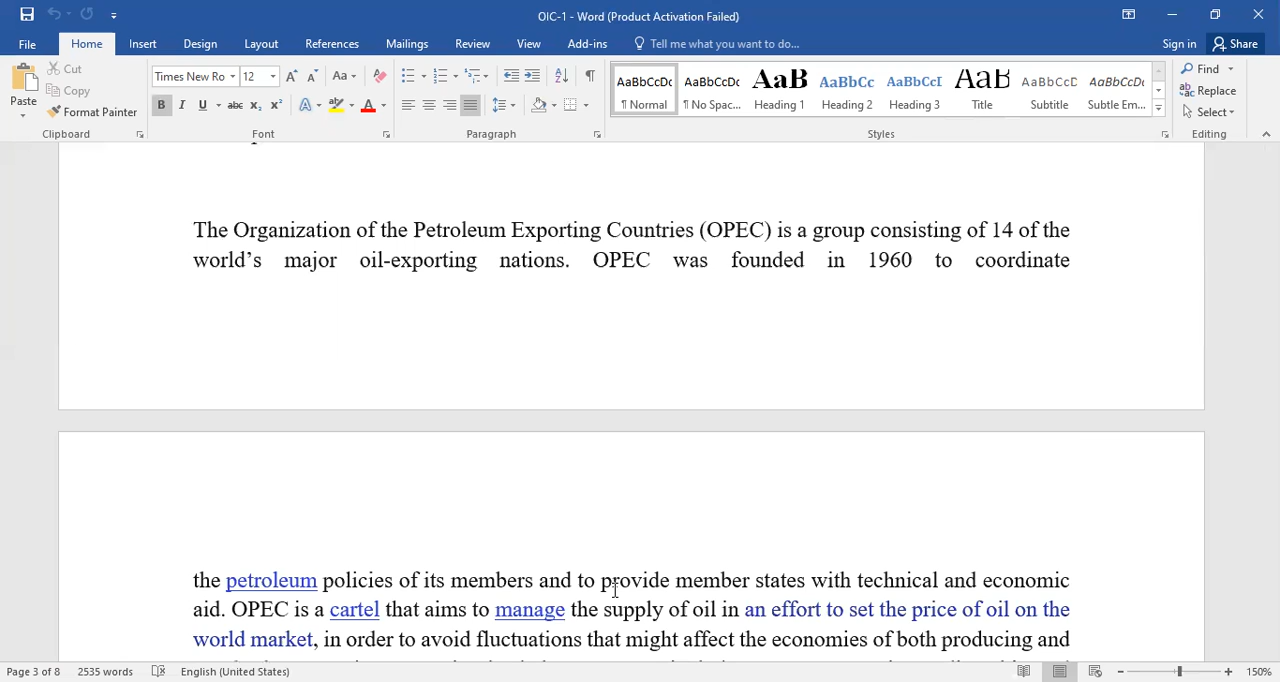 OIC-1 - Word (Product Activation Failed)
File Home Insert Design Layout References Mailings Review View Add-ins Tell me what you want to do... Sign in Share
Paste
Cut
Copy
Format Painter
Clipboard
Times New Ro 12
Font
Paragraph
AaBbCcDc AaBbCcDc AaB AaBbCc AaBbCcI AaB AaBbCcD AaBbCcDc
¶ Normal ¶ No Spac... Heading 1 Heading 2 Heading 3 Title Subtitle Subtle Em...
Styles
Find
Replace
Select
Editing
The Organization of the Petroleum Exporting Countries (OPEC) is a group consisting of 14 of the
world’s major oil-exporting nations. OPEC was founded in 1960 to coordinate
the petroleum policies of its members and to provide member states with technical and economic
aid. OPEC is a cartel that aims to manage the supply of oil in an effort to set the price of oil on the
world market, in order to avoid fluctuations that might affect the economies of both producing and
Page 3 of 8 2535 words English (United States) 150%